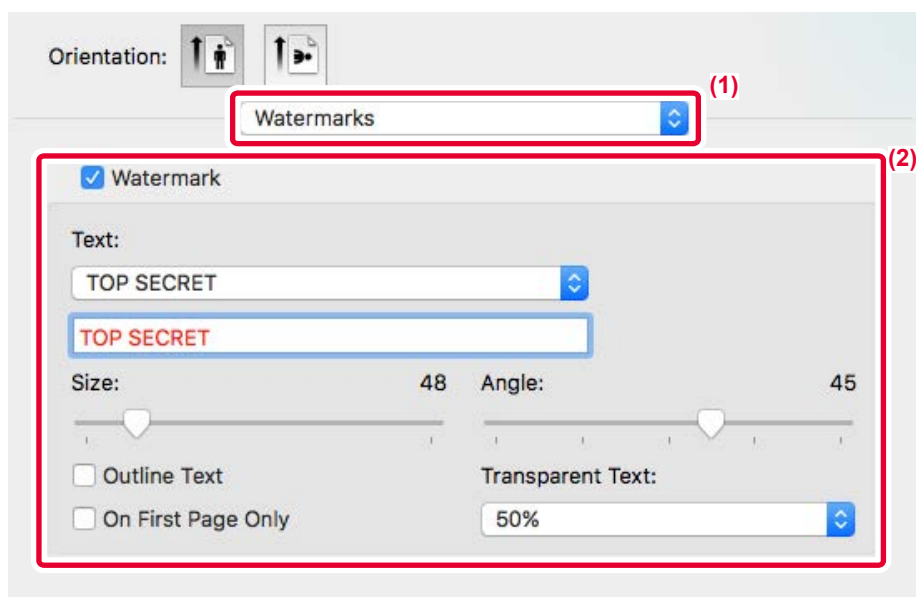 Orientation:
(1)
Watermarks
(2)
Watermark
Text:
TOP SECRET
TOP SECRET
Size: 48 Angle: 45
Outline Text Transparent Text:
On First Page Only 50%